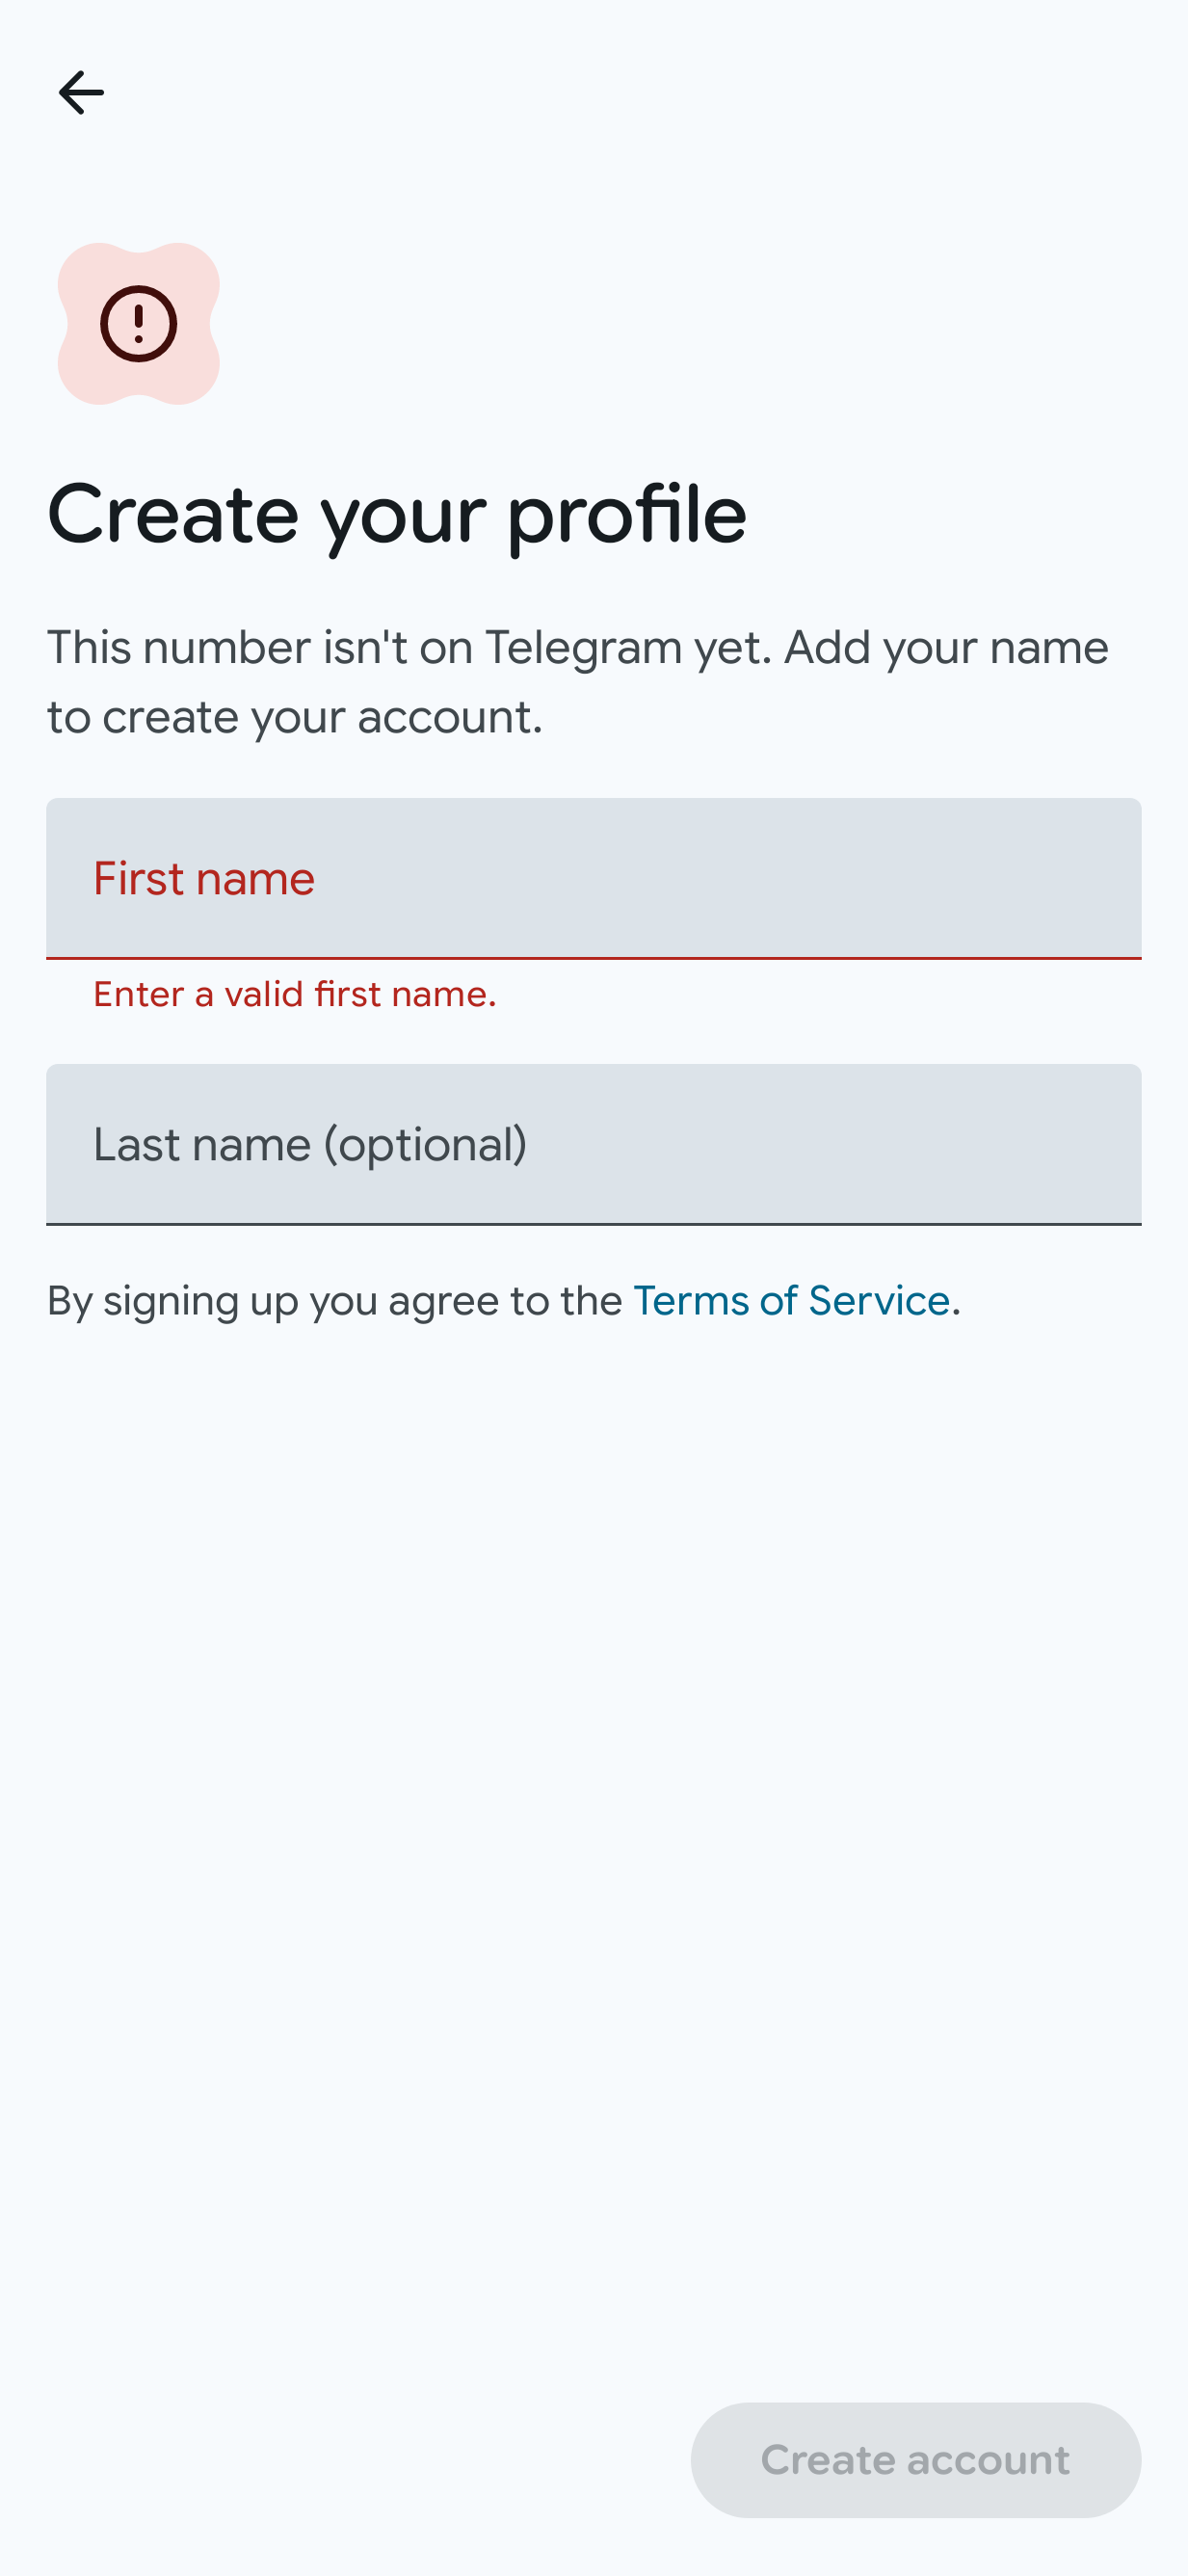 Create your profile
This number isn't on Telegram yet. Add your name
to create your account.
First name
Enter a valid first name.
Last name (optional)
By signing up you agree to the Terms of Service.
Create account